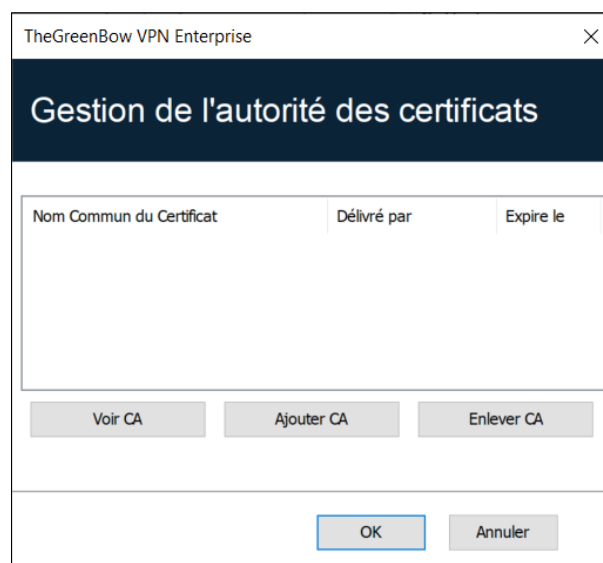 TheGreenBow VPN Enterprise
Gestion de l'autorité des certificats
Nom Commun du Certificat Délivré par Expire le
Voir CA Ajouter CA Enlever CA
OK Annuler